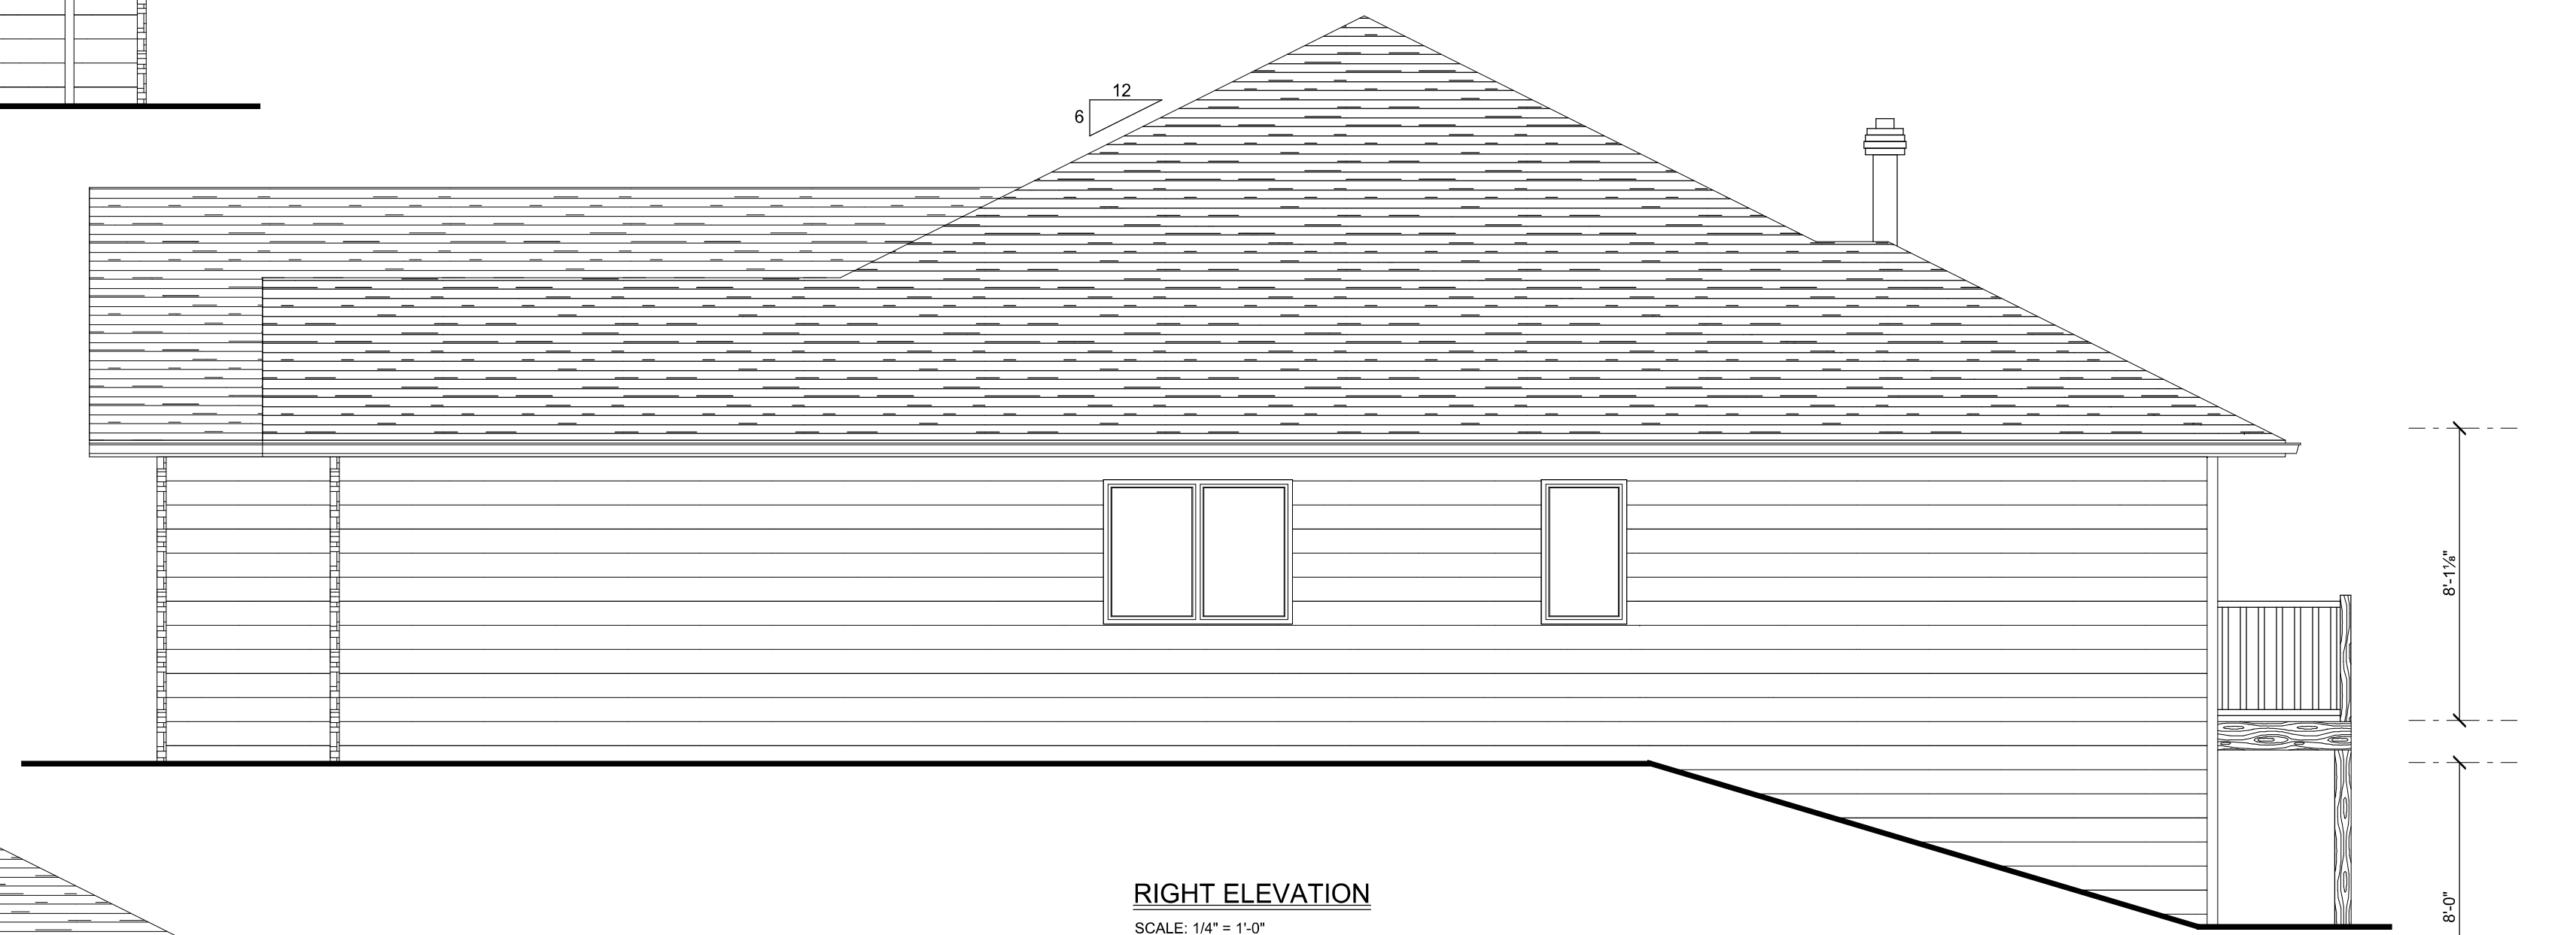 12
6
8'-1⅛"
8'-0"
RIGHT ELEVATION
SCALE: 1/4" = 1'-0"